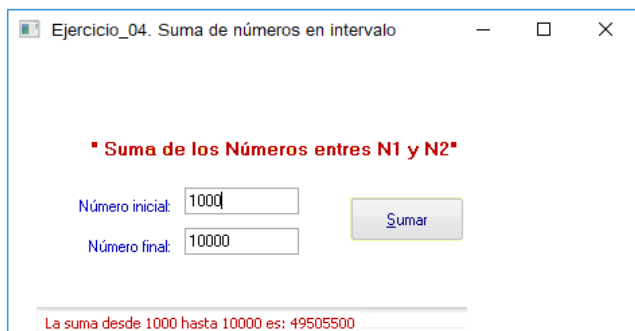 Ejercicio_04. Suma de números en intervalo
" Suma de los Números entres N1 y N2"
Número inicial: 1000
Sumar
Número final: 10000
La suma desde 1000 hasta 10000 es: 49505500